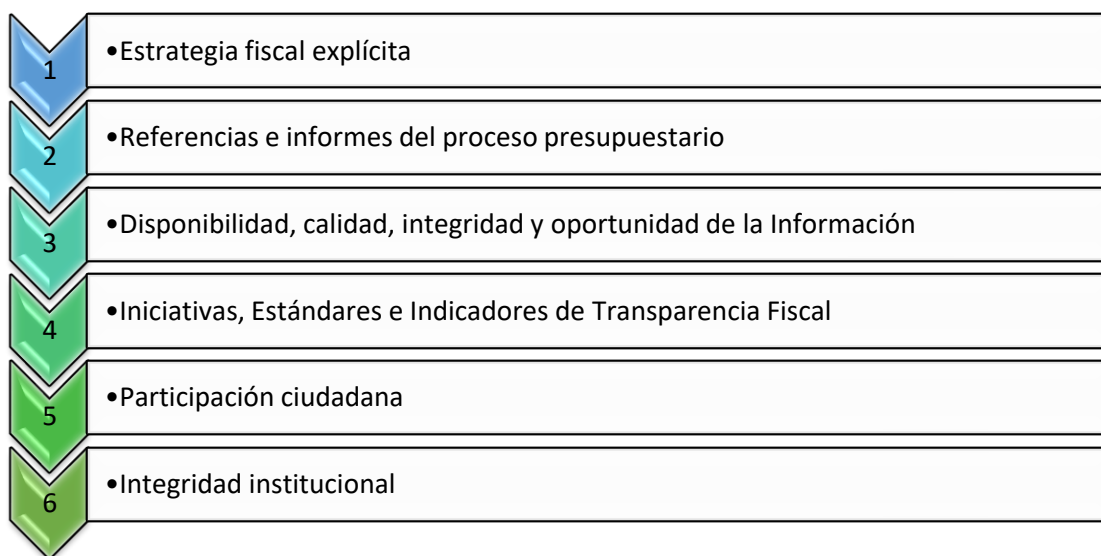 1
•Estrategia fiscal explícita
2
•Referencias e informes del proceso presupuestario
3
•Disponibilidad, calidad, integridad y oportunidad de la Información
4
•Iniciativas, Estándares e Indicadores de Transparencia Fiscal
5
•Participación ciudadana
6
•Integridad institucional